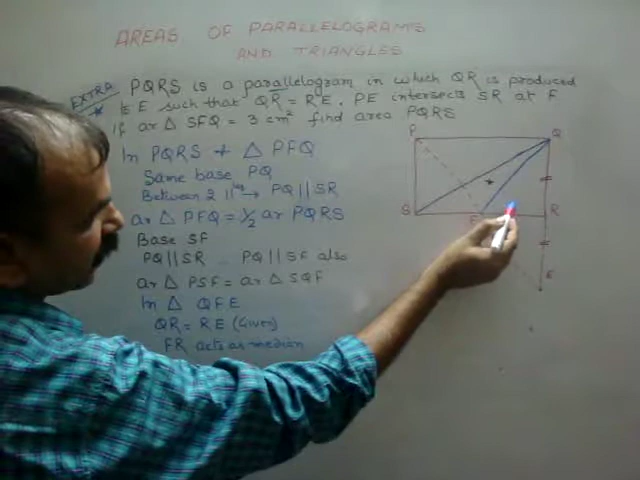 AREAS OF PARALLELOGRAMS
AND TRIANGLES
EXTRA
* PQRS is a parallelogram in which QR is produced
to E such that QR = RE. PE intersects SR at F
If ar △ SFQ = 3 cm² find area PQRS
In PQRS + △ PFQ
Same base PQ
Between 2 ||lines → PQ || SR
ar △ PFQ = 1/2 ar PQRS
Base SF
PQ || SR PQ || SF also
ar △ PSF = ar △ SQF
In △ QFE
QR = RE (Given)
FR acts as median
P
Q
S
F
R
E